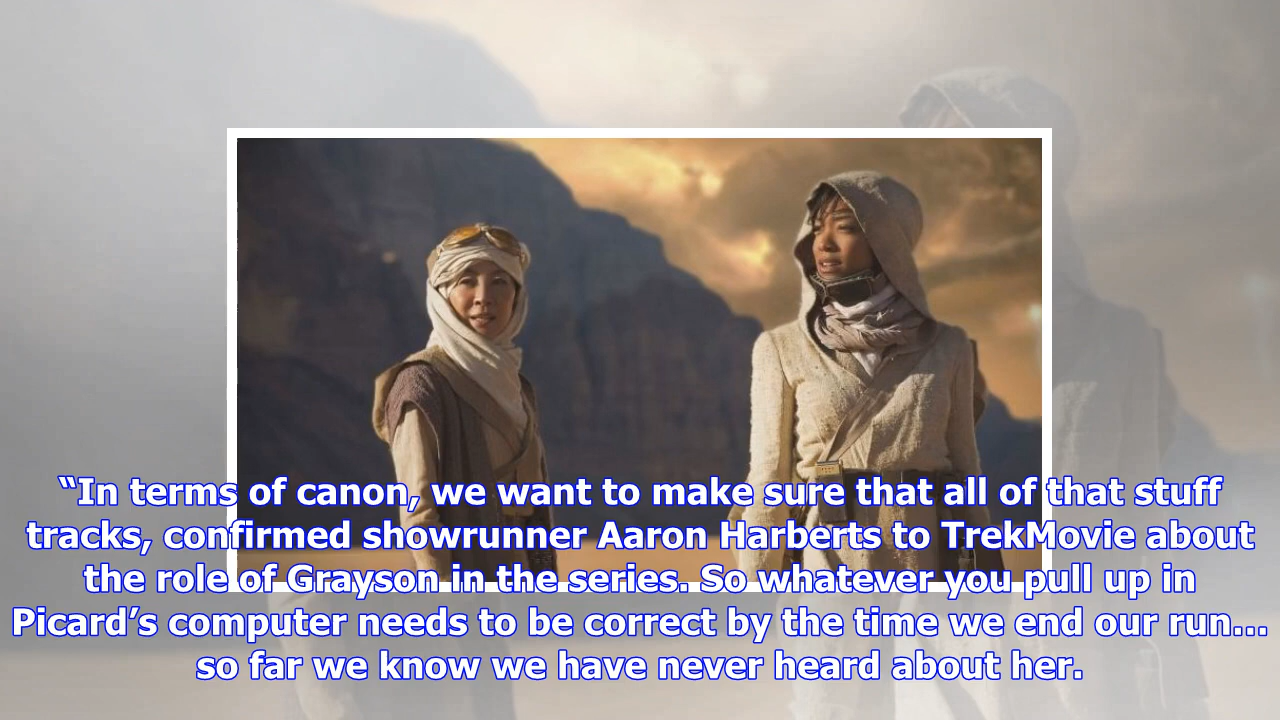 “In terms of canon, we want to make sure that all of that stuff
tracks, confirmed showrunner Aaron Harberts to TrekMovie about
the role of Grayson in the series. So whatever you pull up in
Picard’s computer needs to be correct by the time we end our run...
so far we know we have never heard about her.